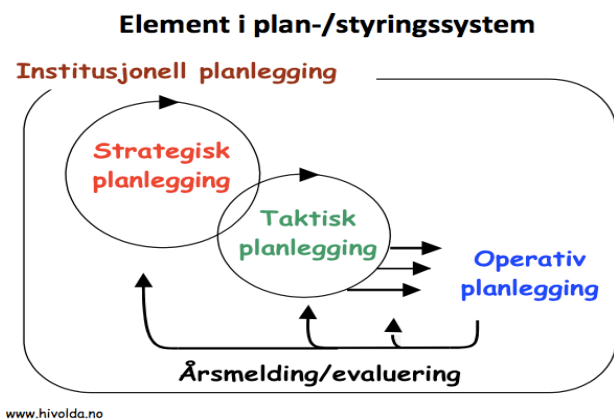 Element i plan-/styringssystem
Institusjonell planlegging
Strategisk
planlegging
Taktisk
planlegging
Operativ
planlegging
Årsmelding/evaluering
www.hivolda.no